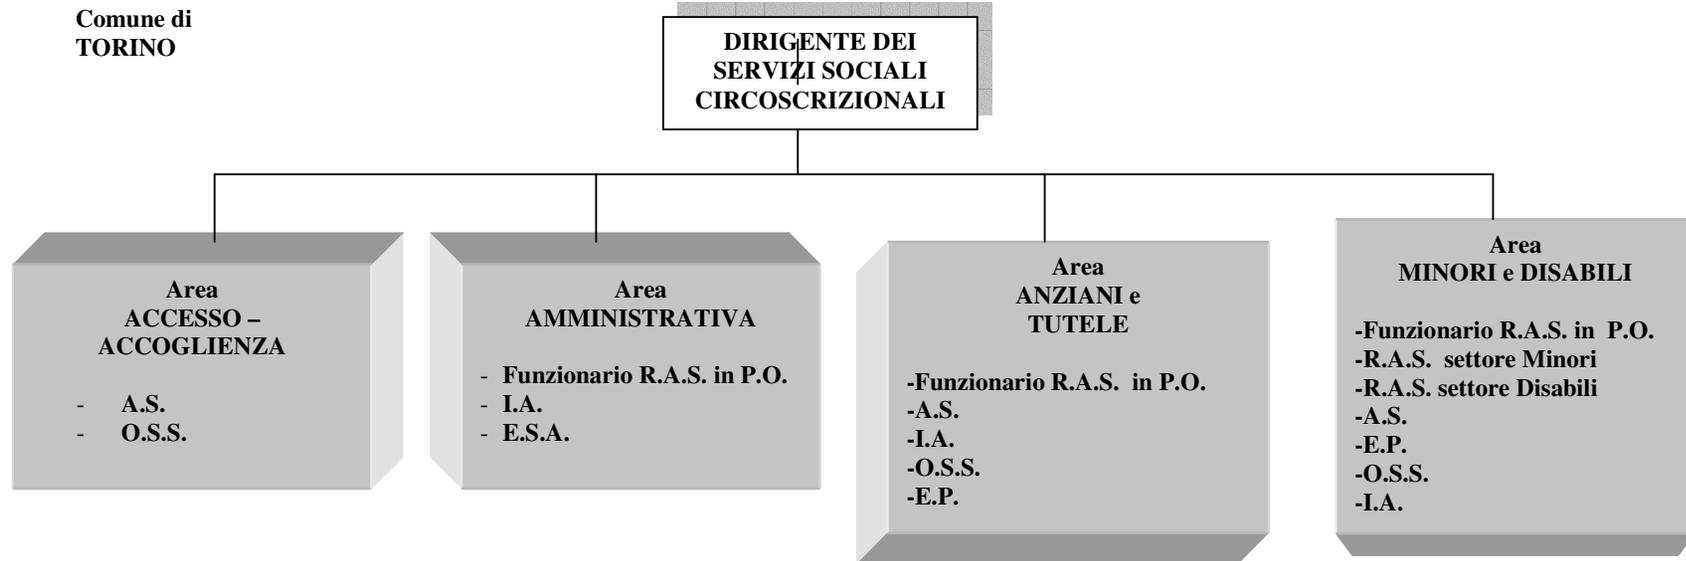 Comune di
TORINO
DIRIGENTE DEI
SERVIZI SOCIALI
CIRCOSCRIZIONALI
Area
ACCESSO –
ACCOGLIENZA
- A.S.
- O.S.S.
Area
AMMINISTRATIVA
- Funzionario R.A.S. in P.O.
- I.A.
- E.S.A.
Area
ANZIANI e
TUTELE
-Funzionario R.A.S. in P.O.
-A.S.
-I.A.
-O.S.S.
-E.P.
Area
MINORI e DISABILI
-Funzionario R.A.S. in P.O.
-R.A.S. settore Minori
-R.A.S. settore Disabili
-A.S.
-E.P.
-O.S.S.
-I.A.